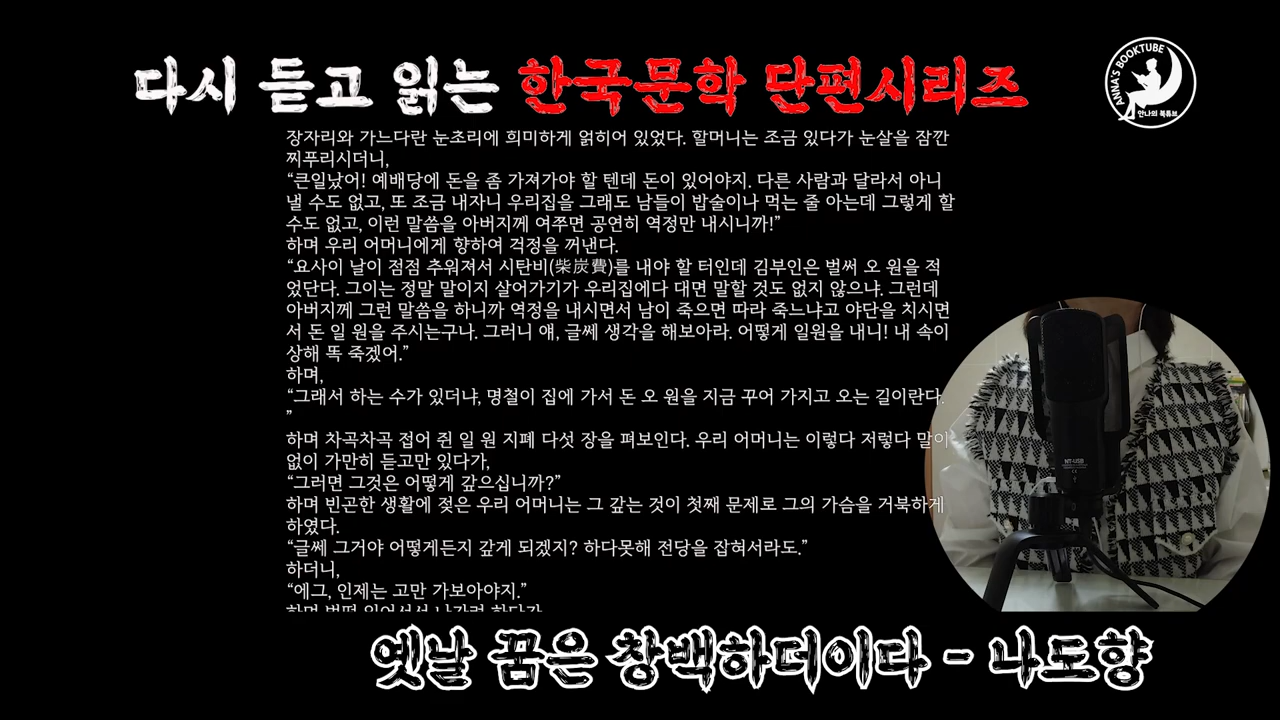 다시 듣고 읽는 한국문학 단편시리즈
ANNA'S BOOKTUBE
안나의 북튜브
장자리와 가느다란 눈초리에 희미하게 얽히어 있었다. 할머니는 조금 있다가 눈살을 잠깐
찌푸리시더니,
“큰일났어! 예배당에 돈을 좀 가져가야 할 텐데 돈이 있어야지. 다른 사람과 달라서 아니
낼 수도 없고, 또 조금 내자니 우리집을 그래도 남들이 밥술이나 먹는 줄 아는데 그렇게 할
수도 없고, 이런 말씀을 아버지께 여쭈면 공연히 역정만 내시니까!”
하며 우리 어머니에게 향하여 걱정을 꺼낸다.
“요사이 날이 점점 추워져서 시탄비(柴炭費)를 내야 할 터인데 김부인은 벌써 오 원을 적
었단다. 그이는 정말 말이지 살어가기가 우리집에다 대면 말할 것도 없지 않으냐. 그런데
아버지께 그런 말씀을 하니까 역정을 내시면서 남이 죽으면 따라 죽느냐고 야단을 치시면
서 돈 일 원을 주시는구나. 그러니 얘, 글쎄 생각을 해보아라. 어떻게 일원을 내니! 내 속이
상해 똑 죽겠어.”
하며,
“그래서 하는 수가 있더냐, 명철이 집에 가서 돈 오 원을 지금 꾸어 가지고 오는 길이란다.
”
하며 차곡차곡 접어 쥔 일 원 지폐 다섯 장을 펴보인다. 우리 어머니는 이렇다 저렇다 말이
없이 가만히 듣고만 있다가,
“그러면 그것은 어떻게 갚으십니까?”
하며 빈곤한 생활에 젖은 우리 어머니는 그 갚는 것이 첫째 문제로 그의 가슴을 거북하게
하였다.
“글쎄 그거야 어떻게든지 갚게 되겠지? 하다못해 전당을 잡혀서라도.”
하더니,
“에그, 인제는 고만 가보아야지.”
NT-USB
옛날 꿈은 창백하더이다 - 나도향